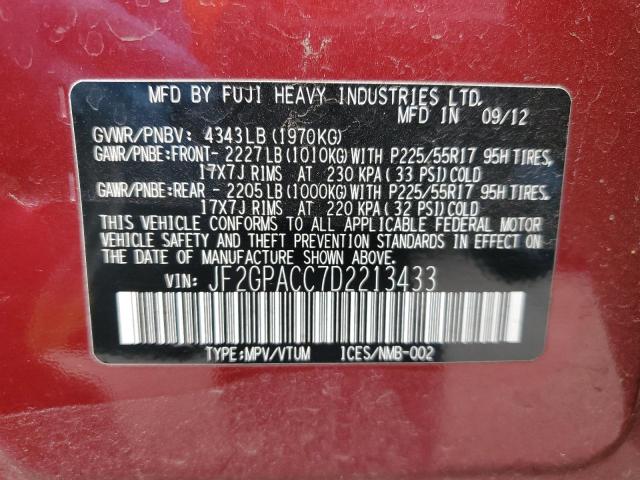 MFD BY FUJI HEAVY INDUSTRIES LTD.
MFD IN 09/12
GVWR/PNBV: 4343LB(1970KG)
GAWR/PNBE:FRONT- 2227LB(1010KG)WITH P225/55R17 95H TIRES,
17X7J RIMS AT 230 KPA(33 PSI)COLD
GAWR/PNBE:REAR - 2205LB(1000KG)WITH P225/55R17 95H TIRES,
17X7J RIMS AT 220 KPA(32 PSI)COLD
THIS VEHICLE CONFORMS TO ALL APPLICABLE FEDERAL MOTOR
VEHICLE SAFETY AND THEFT PREVENTION STANDARDS IN EFFECT ON
THE DATE OF MANUFACTURE SHOWN ABOVE.
VIN: JF2GPACC7D2213433
TYPE:MPV/VTUM ICES/NMB-002